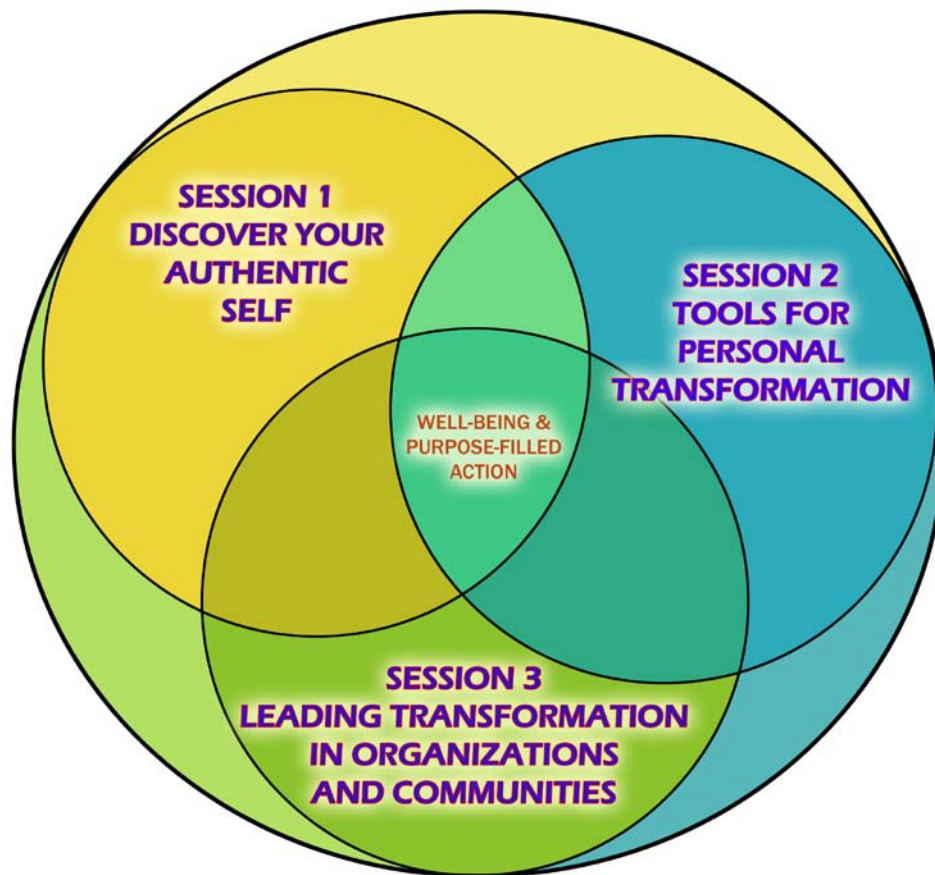 SESSION 1
DISCOVER YOUR
AUTHENTIC
SELF
SESSION 2
TOOLS FOR
PERSONAL
TRANSFORMATION
WELL-BEING &
PURPOSE-FILLED
ACTION
SESSION 3
LEADING TRANSFORMATION
IN ORGANIZATIONS
AND COMMUNITIES